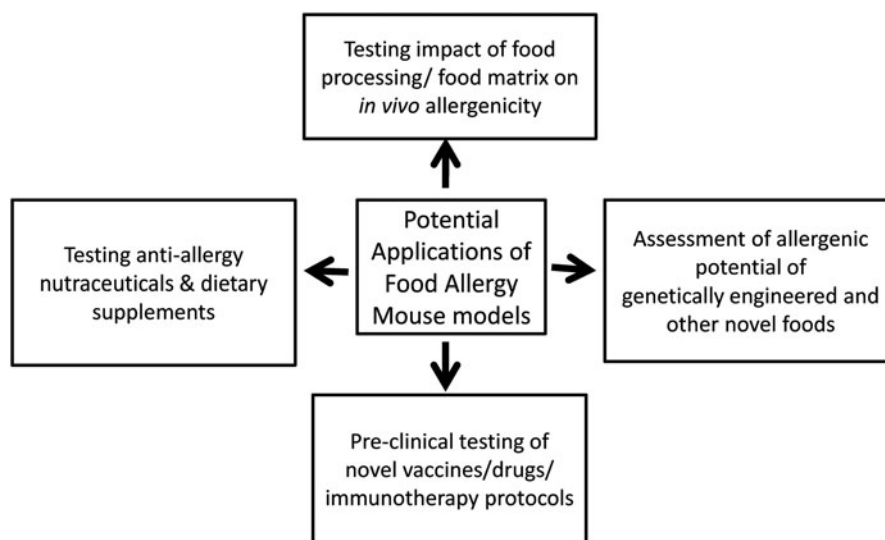 Testing impact of food
processing/ food matrix on
in vivo allergenicity
Testing anti-allergy
nutraceuticals & dietary
supplements
Potential
Applications of
Food Allergy
Mouse models
Assessment of allergenic
potential of
genetically engineered and
other novel foods
Pre-clinical testing of
novel vaccines/drugs/
immunotherapy protocols